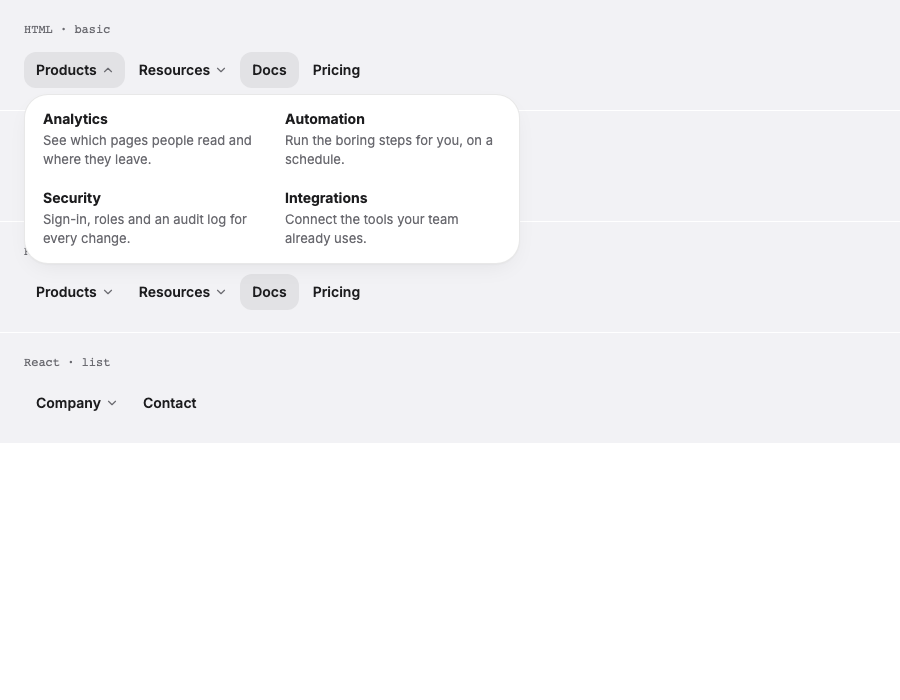 HTML · basic
Products Resources Docs Pricing
Analytics Automation
See which pages people read and Run the boring steps for you, on a
where they leave. schedule.
Security Integrations
Sign-in, roles and an audit log for Connect the tools your team
every change. already uses.
Products Resources Docs Pricing
React · list
Company Contact